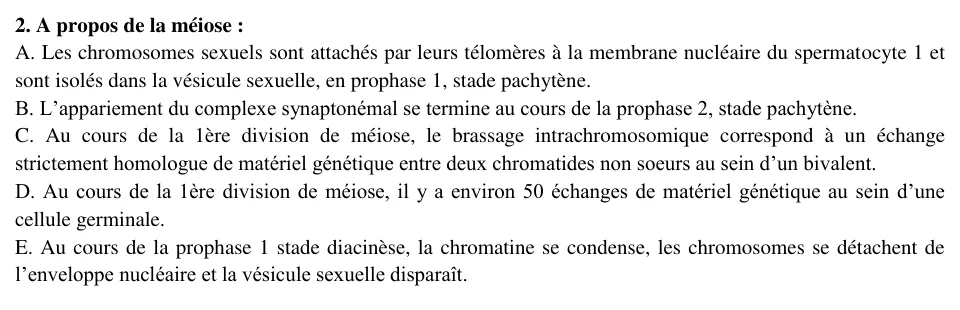 2. A propos de la méiose :
A. Les chromosomes sexuels sont attachés par leurs télomères à la membrane nucléaire du spermatocyte 1 et
sont isolés dans la vésicule sexuelle, en prophase 1, stade pachytène.
B. L’appariement du complexe synaptonémal se termine au cours de la prophase 2, stade pachytène.
C. Au cours de la 1ère division de méiose, le brassage intrachromosomique correspond à un échange
strictement homologue de matériel génétique entre deux chromatides non soeurs au sein d’un bivalent.
D. Au cours de la 1ère division de méiose, il y a environ 50 échanges de matériel génétique au sein d’une
cellule germinale.
E. Au cours de la prophase 1 stade diacinèse, la chromatine se condense, les chromosomes se détachent de
l’enveloppe nucléaire et la vésicule sexuelle disparaît.